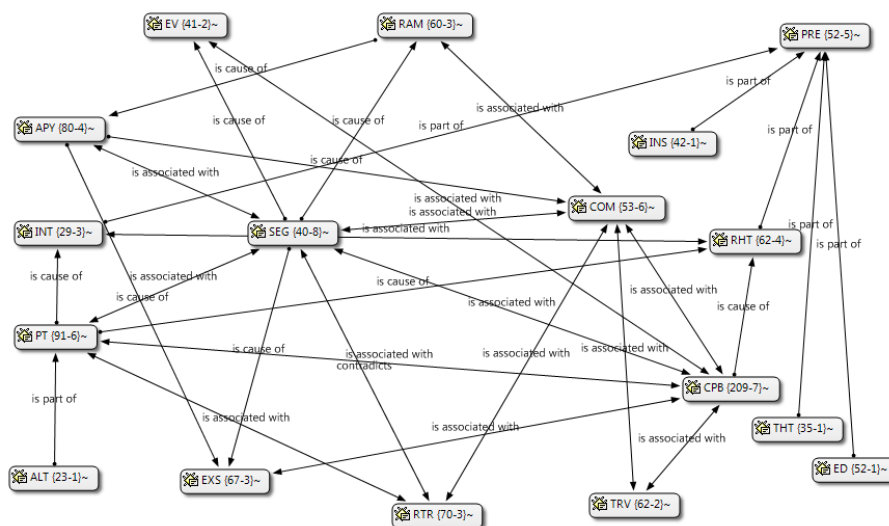 EV {41-2}~
RAM {60-3}~
PRE {52-5}~
is cause of
is associated with
APY {80-4}~
is cause of
is part of
is part of
is part of
INS {42-1}~
is cause of
is associated with
is associated with
COM {53-6}~
is associated with
INT {29-3}~
SEG {40-8}~
is associated with
is part of
RHT {62-4}~
is part of
is cause of
is associated with
is cause of
is associated with
is cause of
PT {91-6}~
is cause of
is associated with
is associated with
is associated with
contradicts
CPB {209-7}~
is part of
is associated with
is associated with
is associated with
THT {35-1}~
ALT {23-1}~
EXS {67-3}~
ED {52-1}~
RTR {70-3}~
TRV {62-2}~